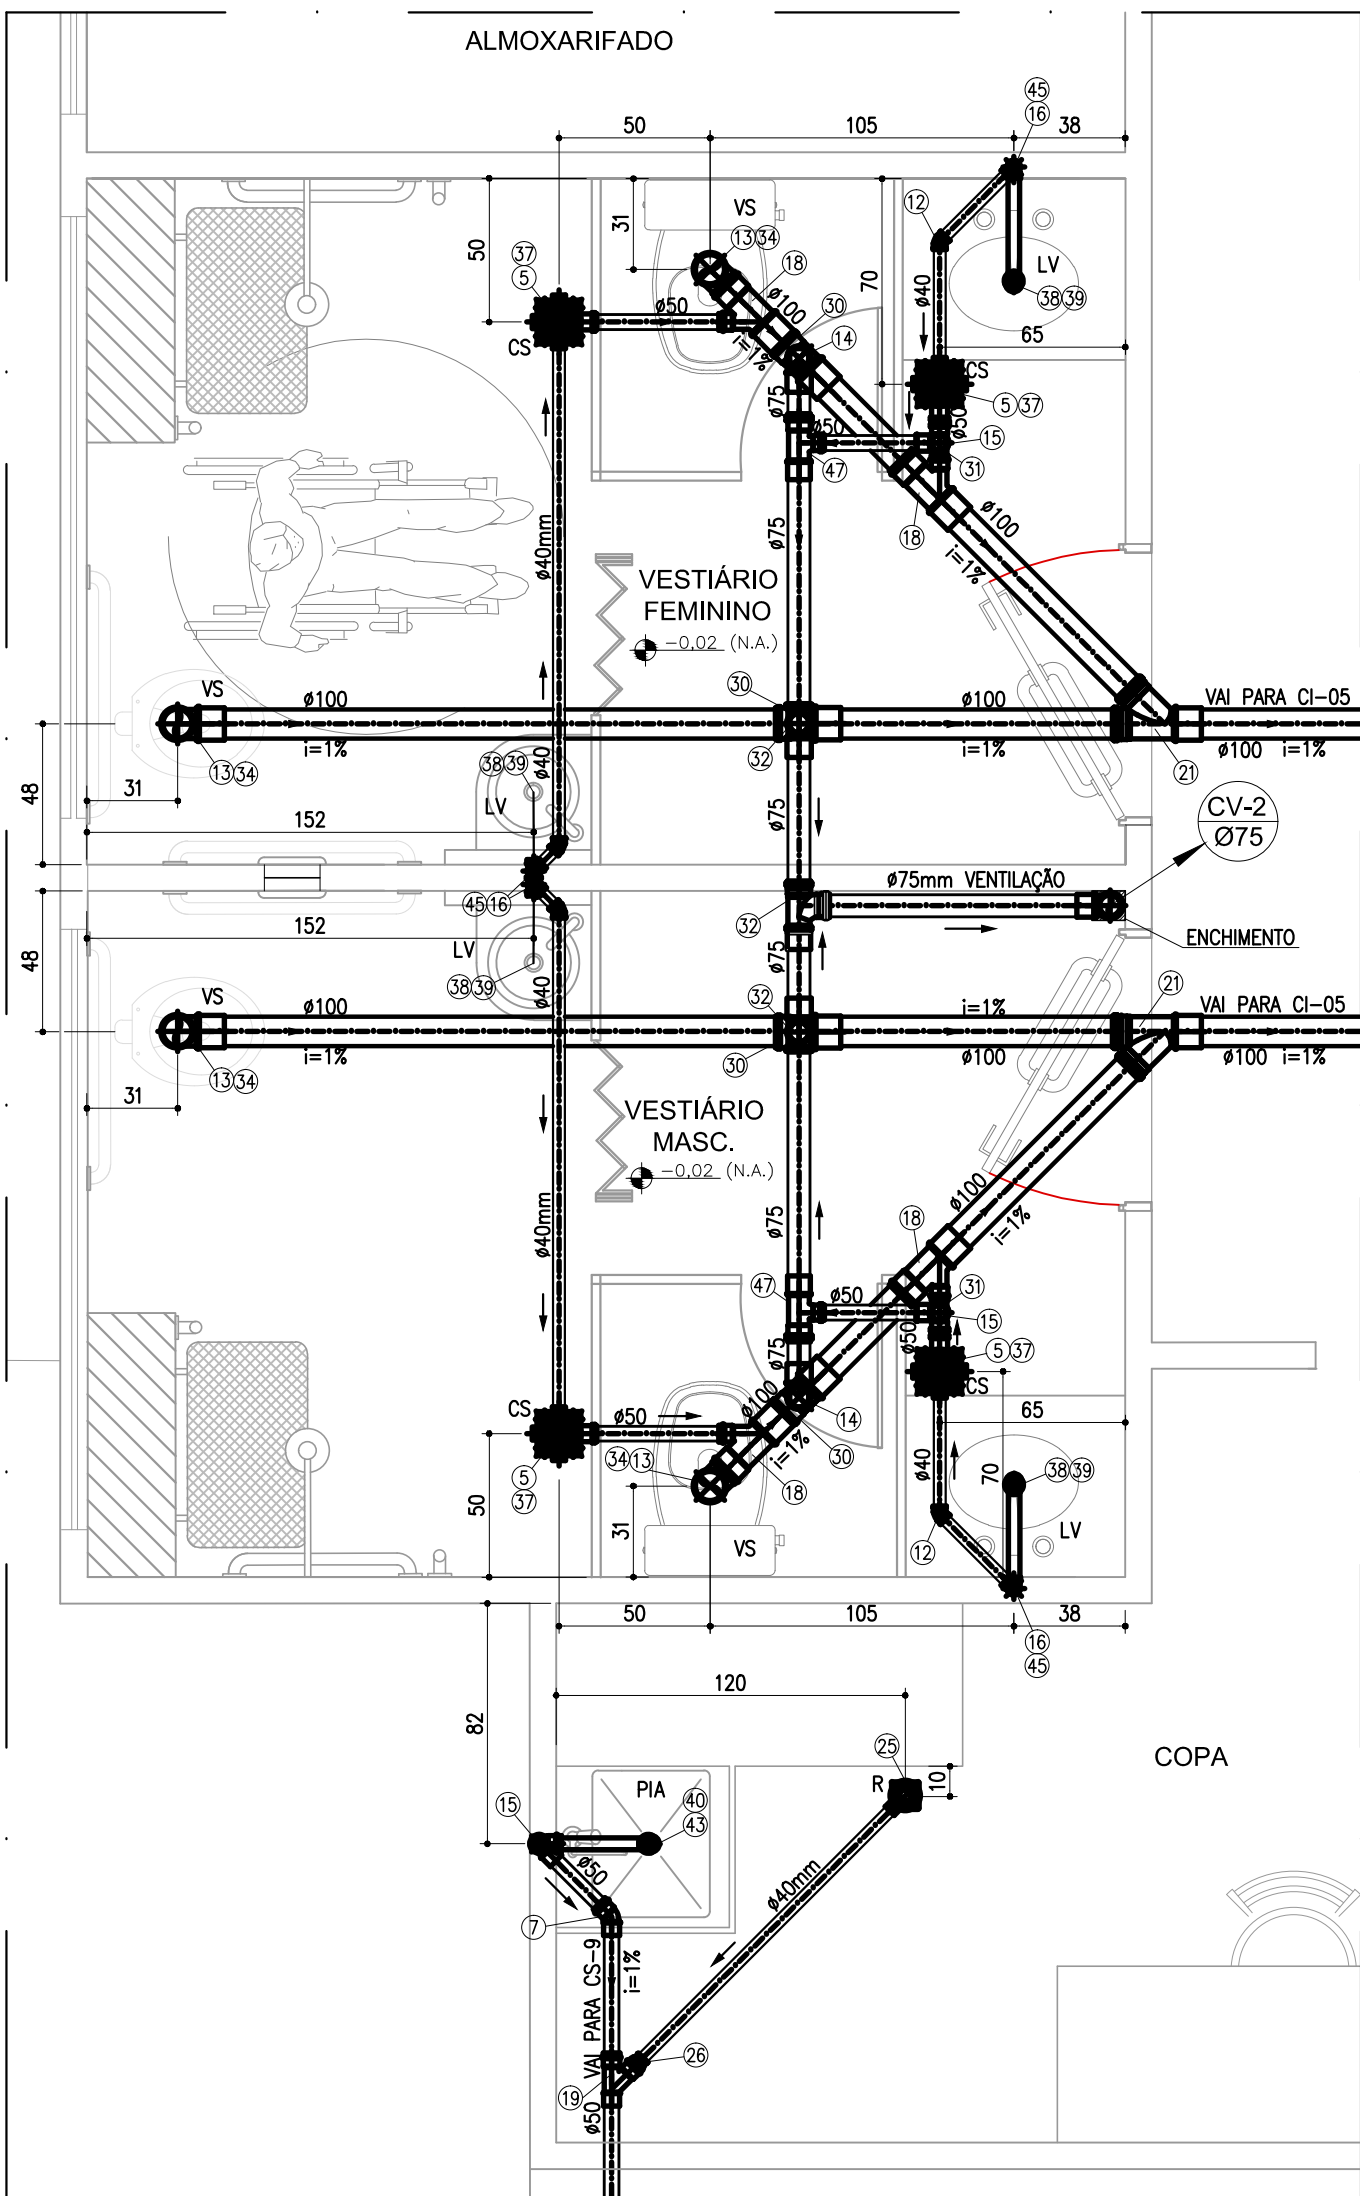 ALMOXARIFADO
45
16
50
105
38
50
31
VS
13 34
18
12
37
5
ø50
ø100
i=1%
30
14
70
ø40
LV
38 39
65
CS
CS
5 37
ø75
ø50
ø50
15
31
47
18
ø100
i=1%
ø40mm
ø75
VESTIÁRIO
FEMININO
-0,02 (N.A.)
VS
ø100
i=1%
30
32
ø100
i=1%
VAI PARA CI-05
ø100 i=1%
21
13 34
31
48
152
38 39
ø40
LV
ø75
CV-2
Ø75
ø75mm VENTILAÇÃO
45 16
32
ENCHIMENTO
152
48
LV
38 39
ø40
ø75
VS
ø100
i=1%
32
30
i=1%
ø100
21
VAI PARA CI-05
ø100 i=1%
13 34
31
VESTIÁRIO
MASC.
-0,02 (N.A.)
ø40mm
ø75
ø100
i=1%
18
47
ø50
31
15
ø50
ø75
5 37
CS
CS
ø50
ø100
i=1%
14
30
65
34 13
18
5
37
ø40
70
38 39
LV
12
50
31
VS
50
105
38
16
45
82
120
25
R
10
COPA
PIA
40
43
15
ø50
7
ø40mm
VAI PARA CS-9
i=1%
26
19
ø50